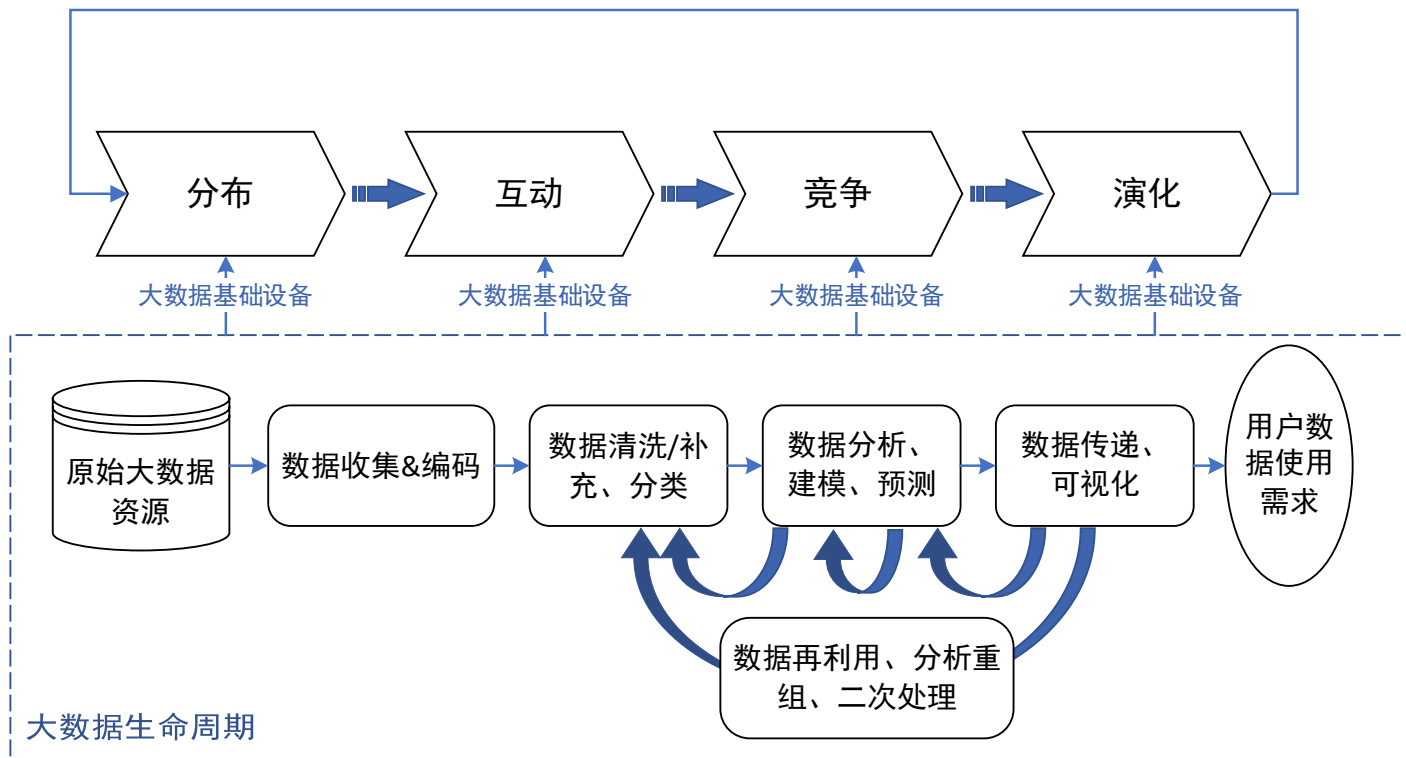 分布
互动
竞争
演化
大数据基础设备
大数据基础设备
大数据基础设备
大数据基础设备
原始大数据
资源
数据收集&编码
数据清洗/补
充、分类
数据分析、
建模、预测
数据传递、
可视化
用户数
据使用
需求
数据再利用、分析重
组、二次处理
大数据生命周期